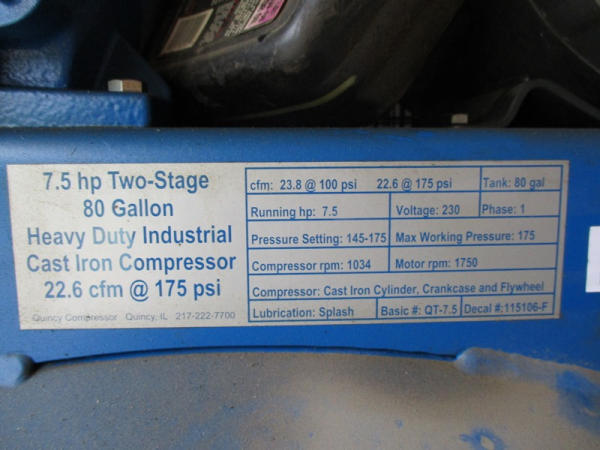 7.5 hp Two-Stage
80 Gallon
Heavy Duty Industrial
Cast Iron Compressor
22.6 cfm @ 175 psi
Quincy Compressor Quincy, IL 217-222-7700
cfm: 23.8 @ 100 psi 22.6 @ 175 psi Tank: 80 gal
Running hp: 7.5 Voltage: 230 Phase: 1
Pressure Setting: 145-175 Max Working Pressure: 175
Compressor rpm: 1034 Motor rpm: 1750
Compressor: Cast Iron Cylinder, Crankcase and Flywheel
Lubrication: Splash Basic #: QT-7.5 Decal #:115106-F